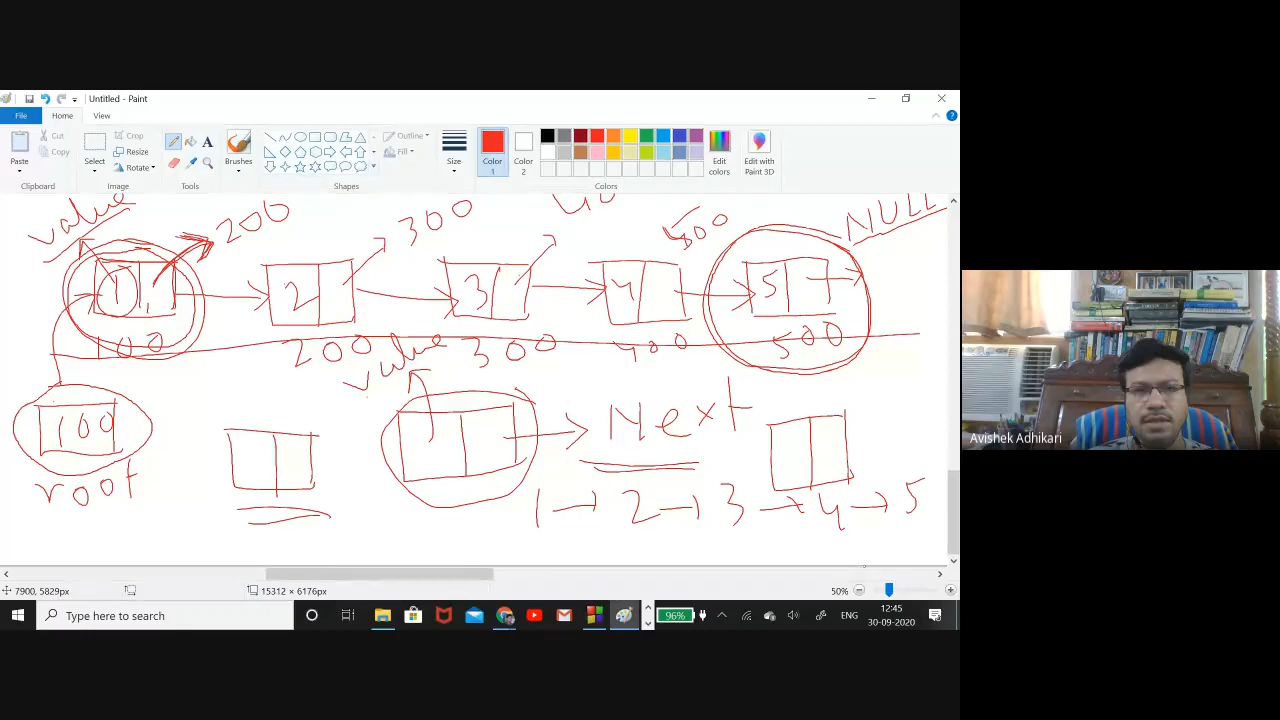 Untitled - Paint
File
Home
View
Paste
Cut
Copy
Clipboard
Select
Crop
Resize
Rotate
Image
Tools
Brushes
Shapes
Outline
Fill
Size
Color 1
Color 2
Edit colors
Edit with Paint 3D
Colors
value
200
300
40
500
NULL
1
2
3
4
5
100
200
300
400
500
value
100
root
Next
1 → 2 → 3 → 4 → 5
Avishek Adhikari
7900, 5829px
15312 × 6176px
50%
Type here to search
96%
ENG
12:45
30-09-2020